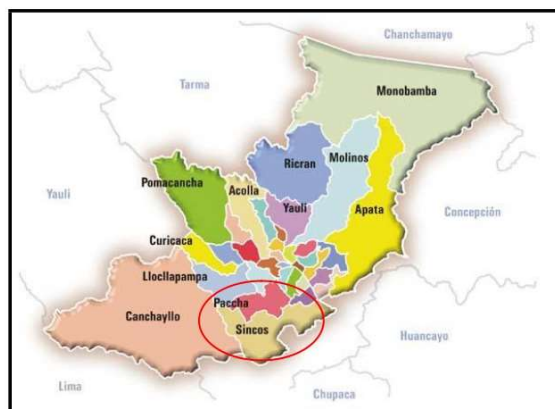 Chanchamayo
Tarma
Monobamba
Ricran
Molinos
Pomacancha
Acolla
Yauli
Yauli
Apata
Concepción
Curicaca
Llocllapampa
Paccha
Canchayllo
Sincos
Huancayo
Lima
Chupaca